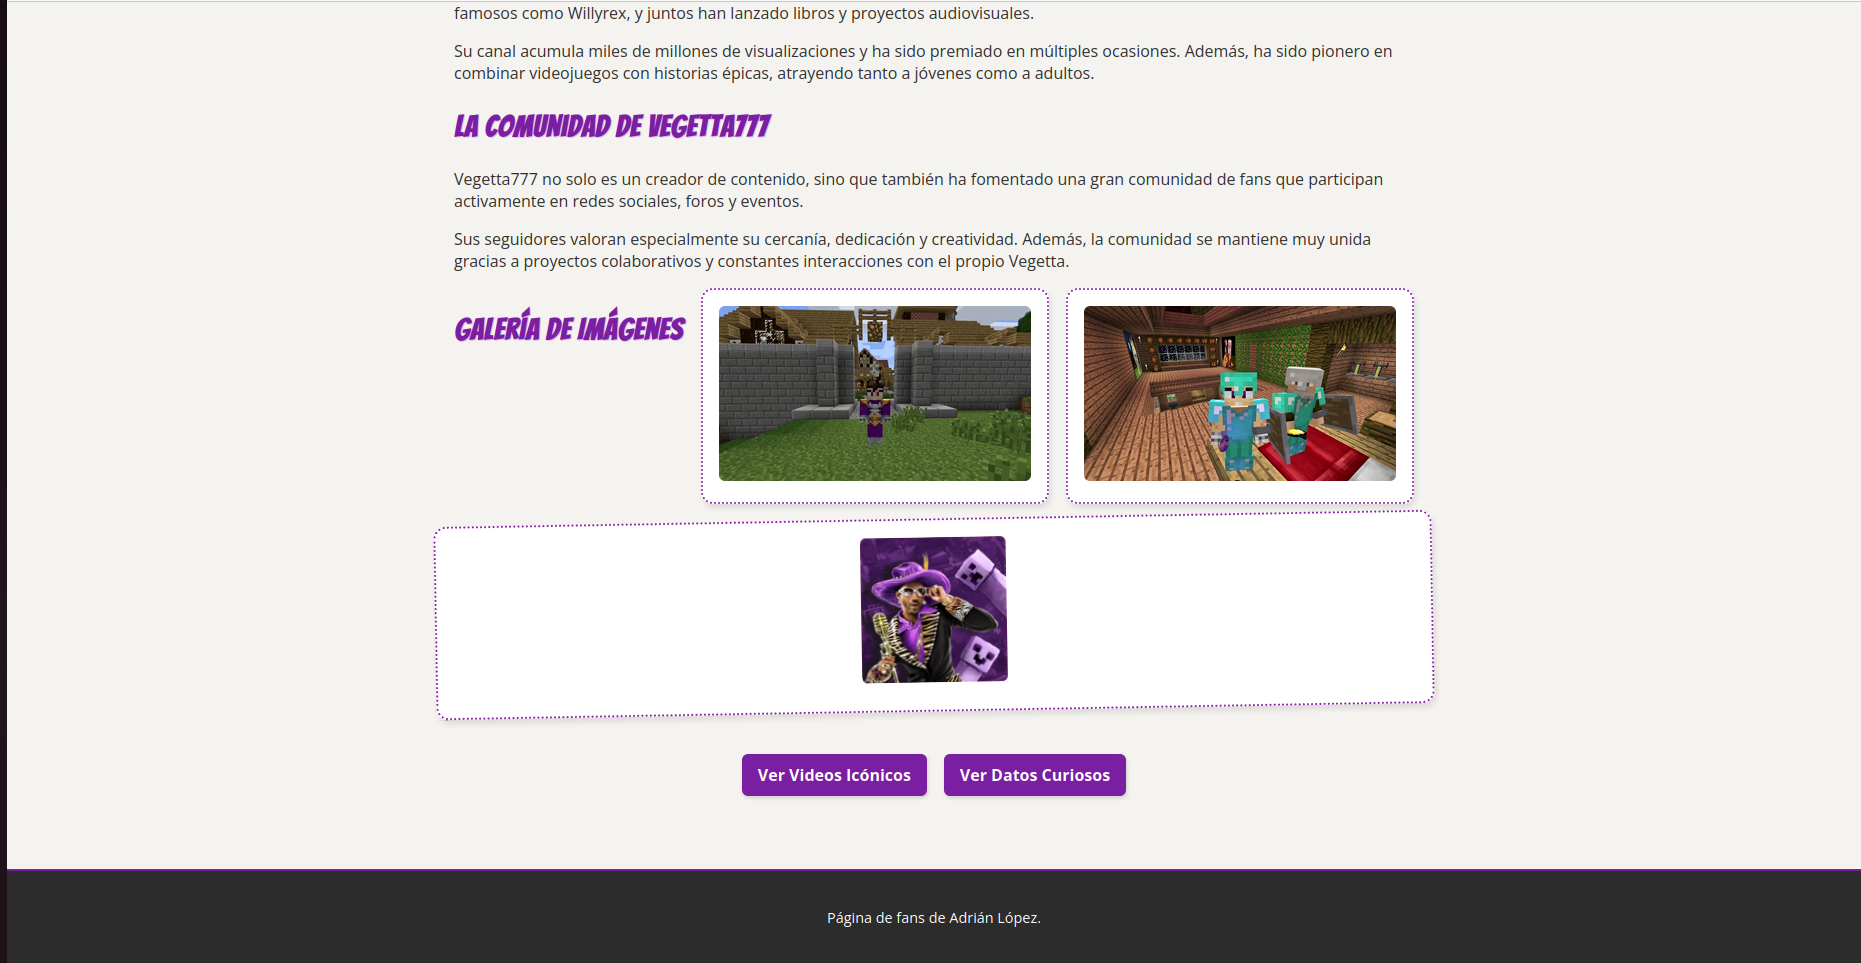 famosos como Willyrex, y juntos han lanzado libros y proyectos audiovisuales.
Su canal acumula miles de millones de visualizaciones y ha sido premiado en múltiples ocasiones. Además, ha sido pionero en
combinar videojuegos con historias épicas, atrayendo tanto a jóvenes como a adultos.
LA COMUNIDAD DE VEGETTA777
Vegetta777 no solo es un creador de contenido, sino que también ha fomentado una gran comunidad de fans que participan
activamente en redes sociales, foros y eventos.
Sus seguidores valoran especialmente su cercanía, dedicación y creatividad. Además, la comunidad se mantiene muy unida
gracias a proyectos colaborativos y constantes interacciones con el propio Vegetta.
GALERÍA DE IMÁGENES
Ver Videos Icónicos
Ver Datos Curiosos
Página de fans de Adrián López.